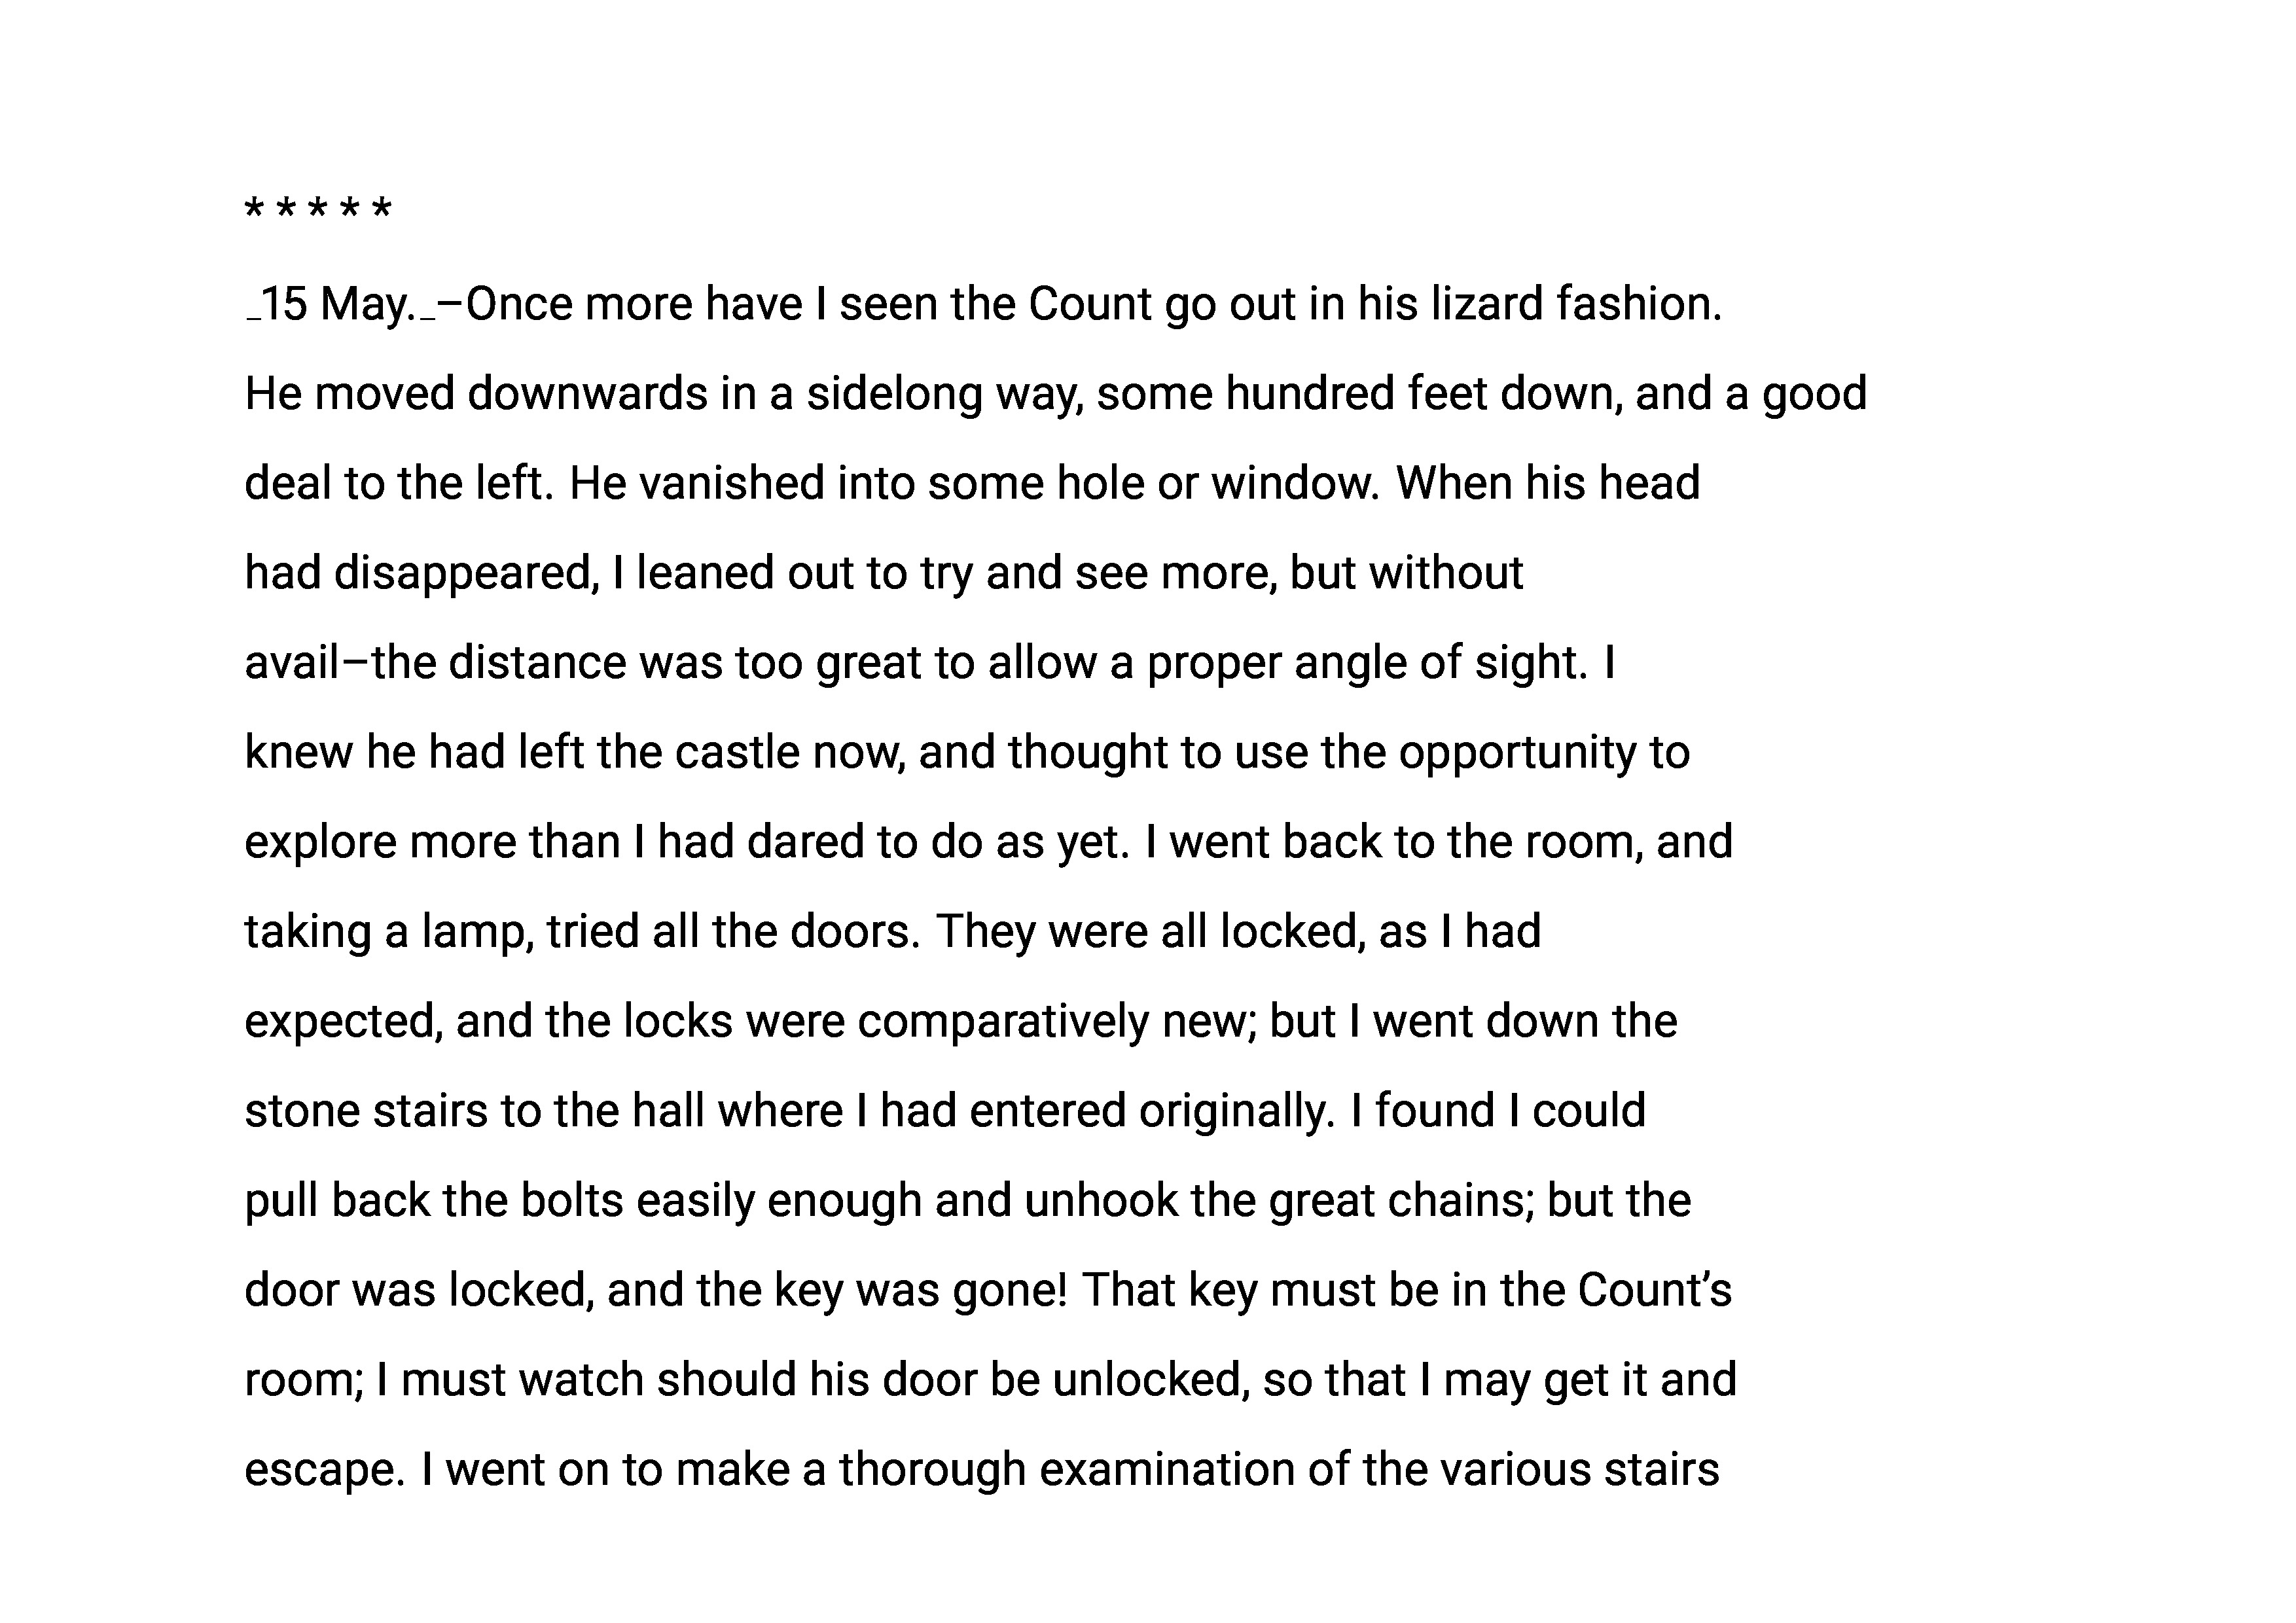 * * * * *
_15 May._–Once more have I seen the Count go out in his lizard fashion.
He moved downwards in a sidelong way, some hundred feet down, and a good
deal to the left. He vanished into some hole or window. When his head
had disappeared, I leaned out to try and see more, but without
avail–the distance was too great to allow a proper angle of sight. I
knew he had left the castle now, and thought to use the opportunity to
explore more than I had dared to do as yet. I went back to the room, and
taking a lamp, tried all the doors. They were all locked, as I had
expected, and the locks were comparatively new; but I went down the
stone stairs to the hall where I had entered originally. I found I could
pull back the bolts easily enough and unhook the great chains; but the
door was locked, and the key was gone! That key must be in the Count’s
room; I must watch should his door be unlocked, so that I may get it and
escape. I went on to make a thorough examination of the various stairs